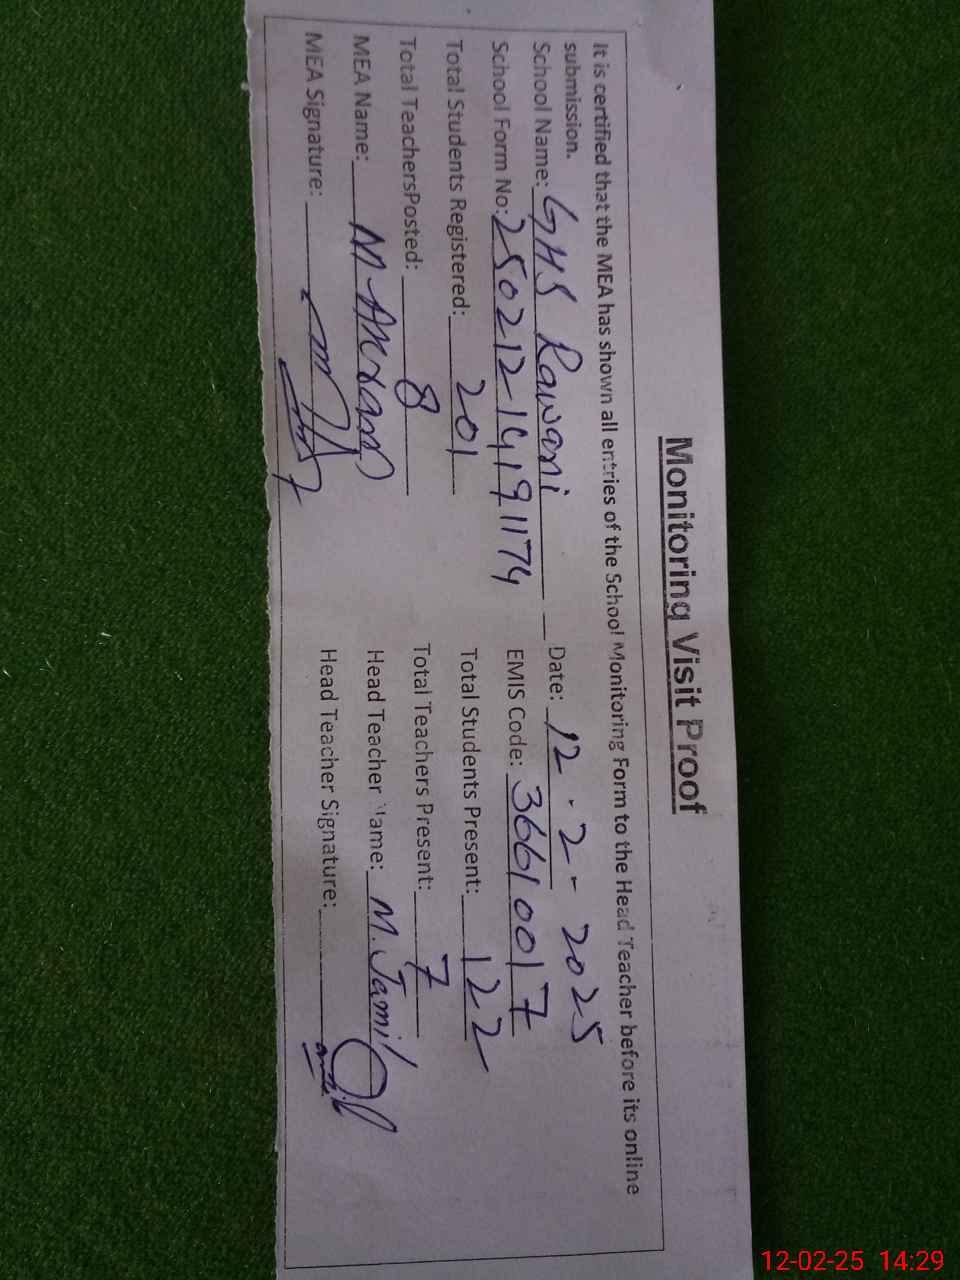 Monitoring Visit Proof
It is certified that the MEA has shown all entries of the School Monitoring Form to the Head Teacher before its online
submission.
School Name: GHS Rawani Date: 12-2-2025
School Form No: 250212-14191174 EMIS Code: 36610017
Total Students Registered: 201 Total Students Present: 122
Total TeachersPosted: 8 Total Teachers Present: 7
MEA Name: M Head Teacher Name: M. Jamil
MEA Signature: Head Teacher Signature:
12-02-25 14:29